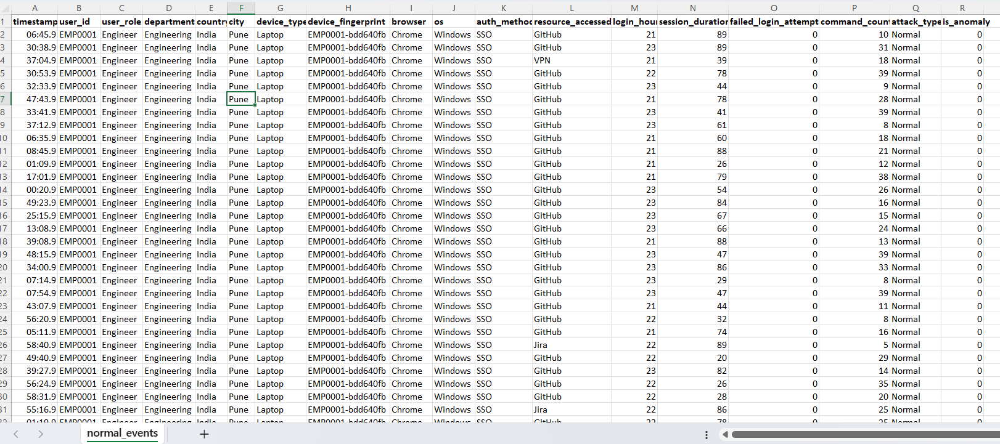 A B C D E F G H I J K L M N O P Q R
1 timestamp user_id user_role department country city device_type device_fingerprint browser os auth_method resource_accessed login_hour session_duration failed_login_attempt command_count attack_type is_anomaly
2 06:45.9 EMP0001 Engineer Engineering India Pune Laptop EMP0001-bdd640fb Chrome Windows SSO GitHub 21 89 0 10 Normal 0
3 30:38.9 EMP0001 Engineer Engineering India Pune Laptop EMP0001-bdd640fb Chrome Windows SSO GitHub 23 89 0 31 Normal 0
4 37:04.9 EMP0001 Engineer Engineering India Pune Laptop EMP0001-bdd640fb Chrome Windows SSO VPN 21 39 0 18 Normal 0
5 30:53.9 EMP0001 Engineer Engineering India Pune Laptop EMP0001-bdd640fb Chrome Windows SSO GitHub 22 78 0 39 Normal 0
6 32:33.9 EMP0001 Engineer Engineering India Pune Laptop EMP0001-bdd640fb Chrome Windows SSO GitHub 23 44 0 9 Normal 0
7 47:43.9 EMP0001 Engineer Engineering India Pune Laptop EMP0001-bdd640fb Chrome Windows SSO GitHub 21 78 0 28 Normal 0
8 33:41.9 EMP0001 Engineer Engineering India Pune Laptop EMP0001-bdd640fb Chrome Windows SSO GitHub 23 41 0 39 Normal 0
9 37:12.9 EMP0001 Engineer Engineering India Pune Laptop EMP0001-bdd640fb Chrome Windows SSO GitHub 23 61 0 8 Normal 0
10 06:35.9 EMP0001 Engineer Engineering India Pune Laptop EMP0001-bdd640fb Chrome Windows SSO GitHub 21 60 0 18 Normal 0
11 08:45.9 EMP0001 Engineer Engineering India Pune Laptop EMP0001-bdd640fb Chrome Windows SSO GitHub 21 88 0 21 Normal 0
12 01:09.9 EMP0001 Engineer Engineering India Pune Laptop EMP0001-bdd640fb Chrome Windows SSO GitHub 21 26 0 12 Normal 0
13 17:01.9 EMP0001 Engineer Engineering India Pune Laptop EMP0001-bdd640fb Chrome Windows SSO GitHub 21 79 0 38 Normal 0
14 00:20.9 EMP0001 Engineer Engineering India Pune Laptop EMP0001-bdd640fb Chrome Windows SSO GitHub 23 54 0 26 Normal 0
15 49:23.9 EMP0001 Engineer Engineering India Pune Laptop EMP0001-bdd640fb Chrome Windows SSO GitHub 23 84 0 16 Normal 0
16 25:15.9 EMP0001 Engineer Engineering India Pune Laptop EMP0001-bdd640fb Chrome Windows SSO GitHub 23 67 0 15 Normal 0
17 13:08.9 EMP0001 Engineer Engineering India Pune Laptop EMP0001-bdd640fb Chrome Windows SSO GitHub 23 66 0 24 Normal 0
18 39:08.9 EMP0001 Engineer Engineering India Pune Laptop EMP0001-bdd640fb Chrome Windows SSO GitHub 21 88 0 13 Normal 0
19 48:15.9 EMP0001 Engineer Engineering India Pune Laptop EMP0001-bdd640fb Chrome Windows SSO GitHub 23 47 0 39 Normal 0
20 34:00.9 EMP0001 Engineer Engineering India Pune Laptop EMP0001-bdd640fb Chrome Windows SSO GitHub 23 86 0 33 Normal 0
21 07:14.9 EMP0001 Engineer Engineering India Pune Laptop EMP0001-bdd640fb Chrome Windows SSO GitHub 23 29 0 8 Normal 0
22 07:54.9 EMP0001 Engineer Engineering India Pune Laptop EMP0001-bdd640fb Chrome Windows SSO GitHub 23 47 0 39 Normal 0
23 43:07.9 EMP0001 Engineer Engineering India Pune Laptop EMP0001-bdd640fb Chrome Windows SSO GitHub 21 44 0 11 Normal 0
24 56:20.9 EMP0001 Engineer Engineering India Pune Laptop EMP0001-bdd640fb Chrome Windows SSO GitHub 22 32 0 8 Normal 0
25 05:11.9 EMP0001 Engineer Engineering India Pune Laptop EMP0001-bdd640fb Chrome Windows SSO GitHub 21 74 0 16 Normal 0
26 58:40.9 EMP0001 Engineer Engineering India Pune Laptop EMP0001-bdd640fb Chrome Windows SSO Jira 22 89 0 5 Normal 0
27 49:40.9 EMP0001 Engineer Engineering India Pune Laptop EMP0001-bdd640fb Chrome Windows SSO GitHub 22 20 0 29 Normal 0
28 39:27.9 EMP0001 Engineer Engineering India Pune Laptop EMP0001-bdd640fb Chrome Windows SSO GitHub 23 82 0 14 Normal 0
29 56:24.9 EMP0001 Engineer Engineering India Pune Laptop EMP0001-bdd640fb Chrome Windows SSO GitHub 22 26 0 35 Normal 0
30 58:31.9 EMP0001 Engineer Engineering India Pune Laptop EMP0001-bdd640fb Chrome Windows SSO GitHub 22 28 0 20 Normal 0
31 55:16.9 EMP0001 Engineer Engineering India Pune Laptop EMP0001-bdd640fb Chrome Windows SSO Jira 22 86 0 25 Normal 0
normal_events